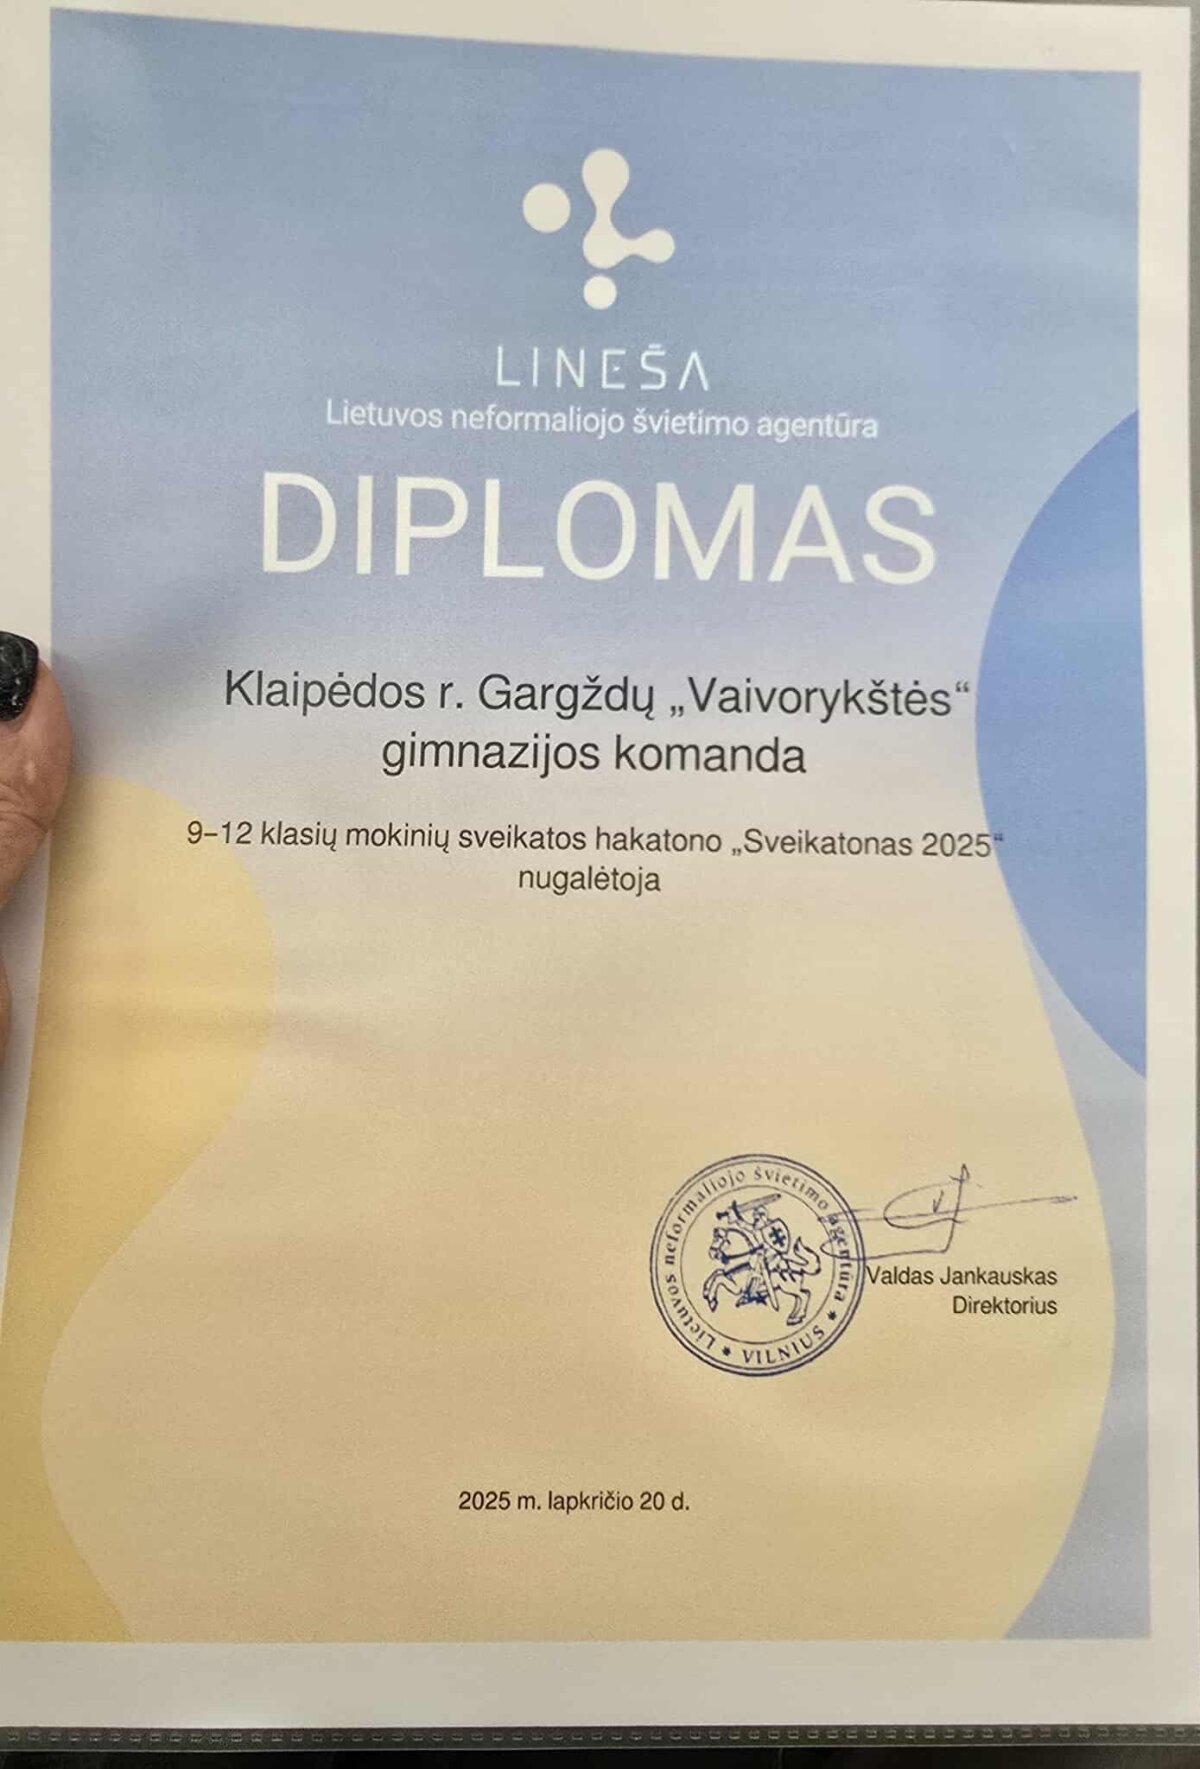 LINEŠA
Lietuvos neformaliojo švietimo agentūra
DIPLOMAS
Klaipėdos r. Gargždų „Vaivorykštės“
gimnazijos komanda
9–12 klasių mokinių sveikatos hakatono „Sveikatonas 2025“
nugalėtoja
Lietuvos neformaliojo švietimo agentūra * VILNIUS *
Valdas Jankauskas
Direktorius
2025 m. lapkričio 20 d.